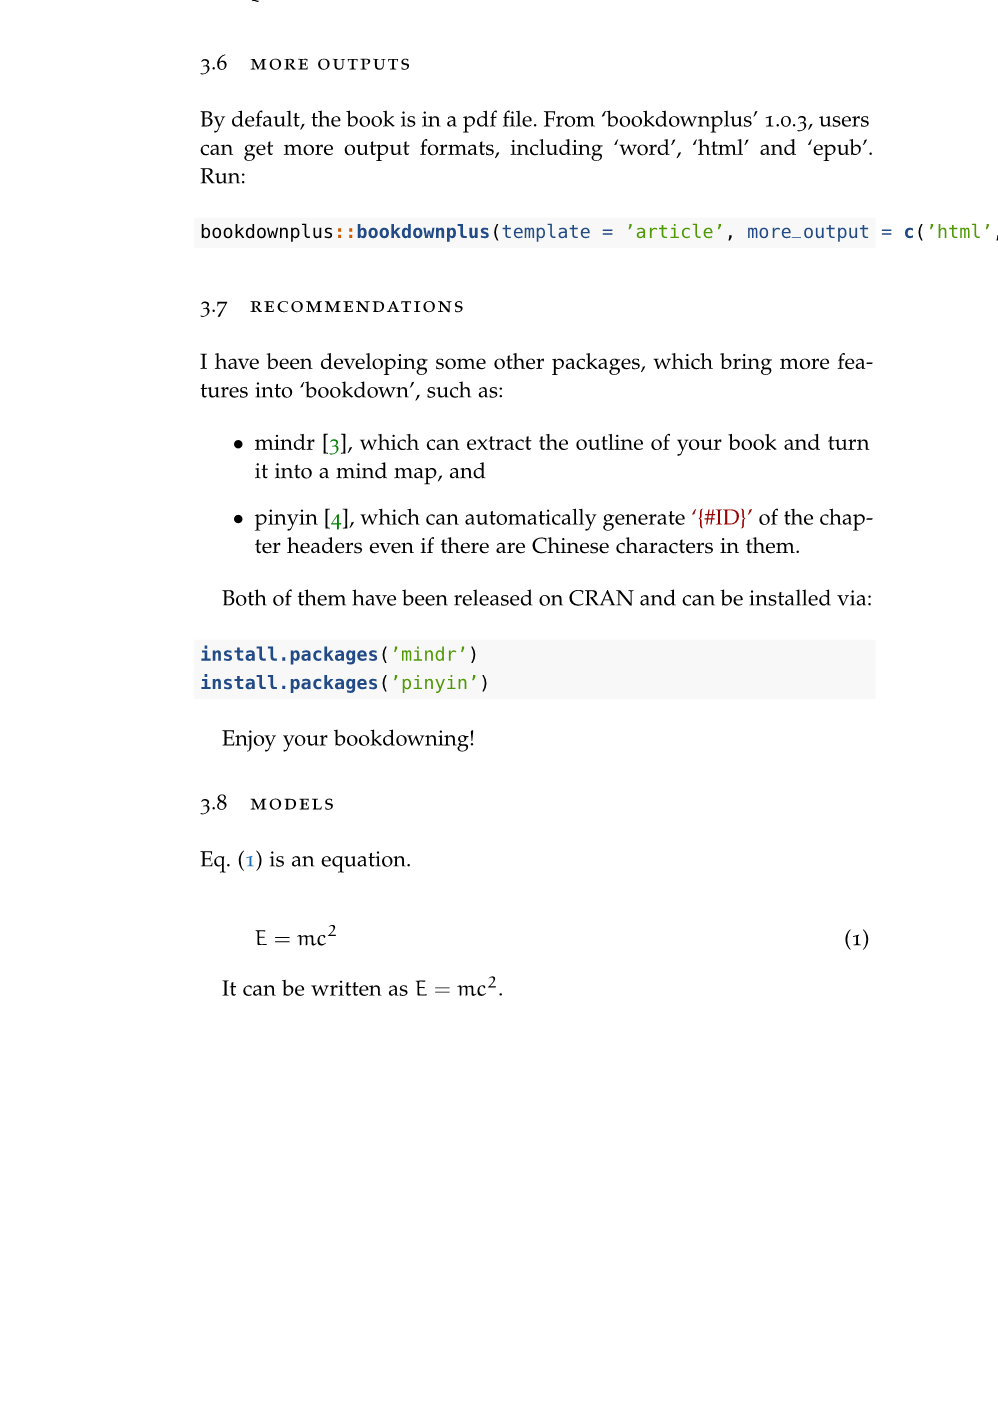 3.6 MORE OUTPUTS
By default, the book is in a pdf file. From ‘bookdownplus’ 1.0.3, users
can get more output formats, including ‘word’, ‘html’ and ‘epub’.
Run:
bookdownplus::bookdownplus(template = ’article’, more_output = c(’html’,
3.7 RECOMMENDATIONS
I have been developing some other packages, which bring more fea-
tures into ‘bookdown’, such as:
• mindr [3], which can extract the outline of your book and turn
it into a mind map, and
• pinyin [4], which can automatically generate ‘{#ID}’ of the chap-
ter headers even if there are Chinese characters in them.
Both of them have been released on CRAN and can be installed via:
install.packages(’mindr’)
install.packages(’pinyin’)
Enjoy your bookdowning!
3.8 MODELS
Eq. (1) is an equation.
E = mc² (1)
It can be written as E = mc².